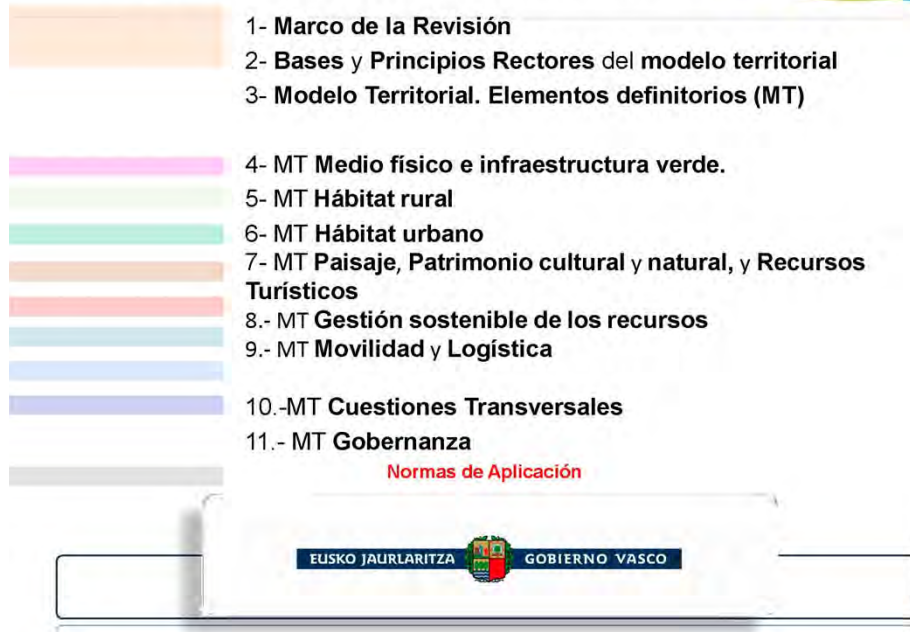 1- Marco de la Revisión
2- Bases y Principios Rectores del modelo territorial
3- Modelo Territorial. Elementos definitorios (MT)
4- MT Medio físico e infraestructura verde.
5- MT Hábitat rural
6- MT Hábitat urbano
7- MT Paisaje, Patrimonio cultural y natural, y Recursos
Turísticos
8.- MT Gestión sostenible de los recursos
9.- MT Movilidad y Logística
10.-MT Cuestiones Transversales
11.- MT Gobernanza
Normas de Aplicación
EUSKO JAURLARITZA GOBIERNO VASCO